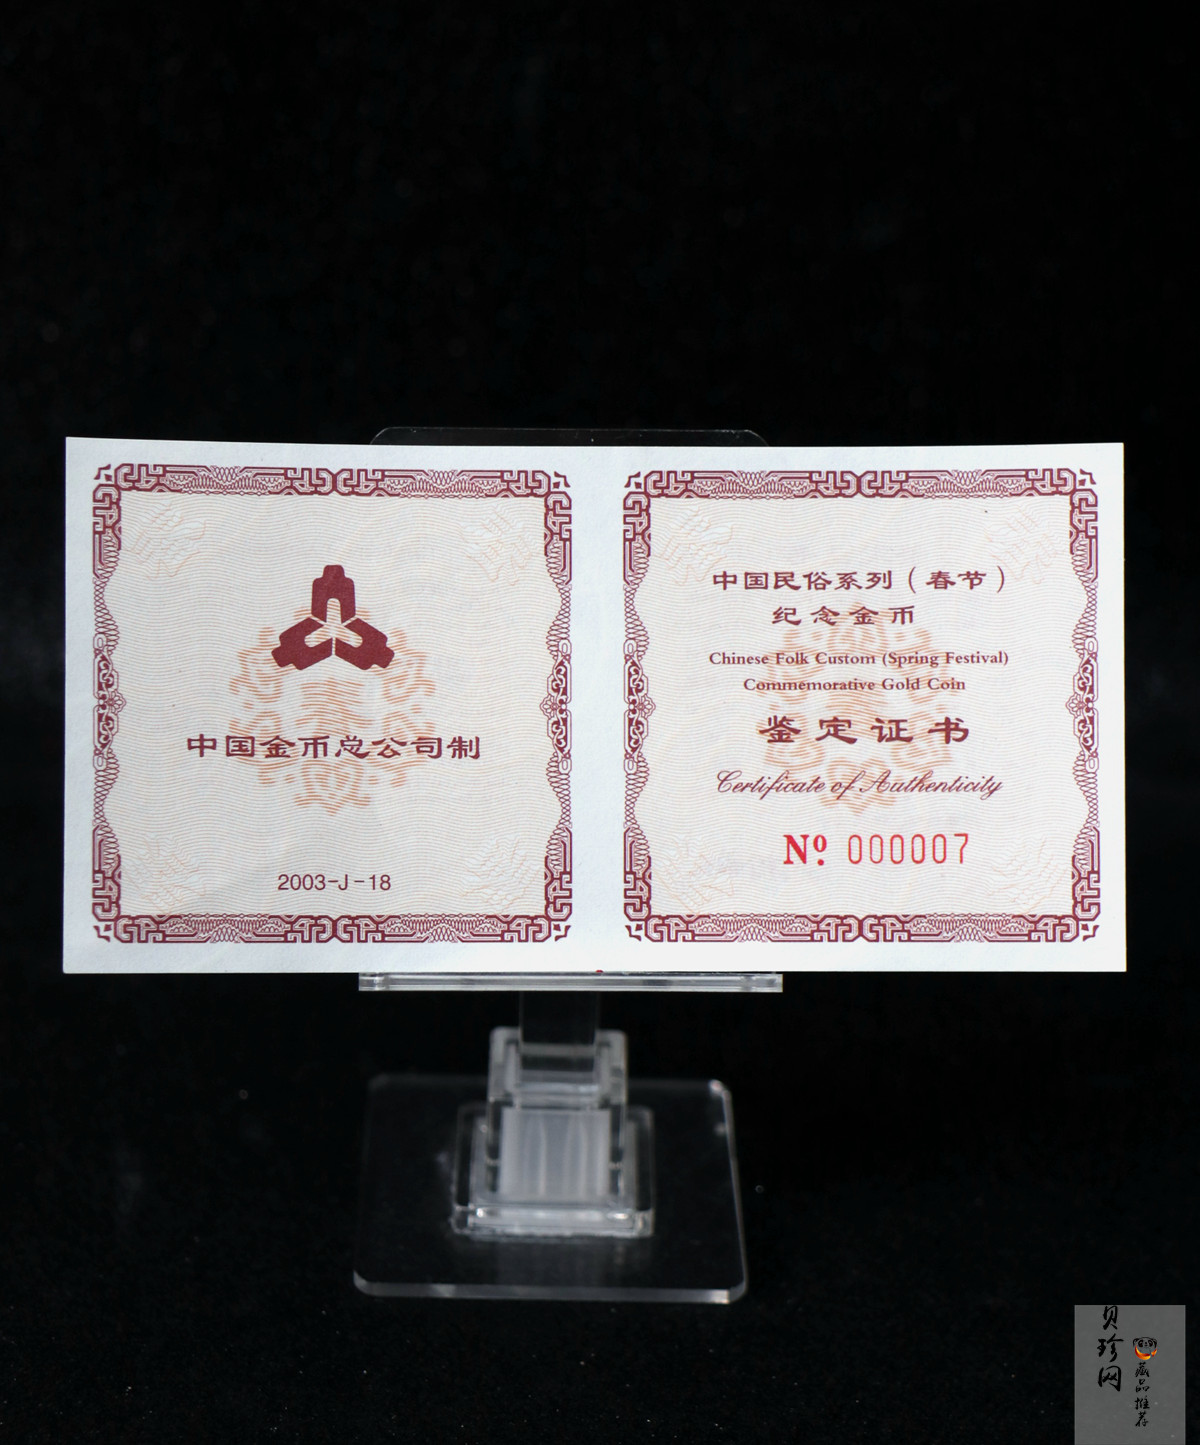 中国金币总公司制
2003-J-18
中国民俗系列（春节）
纪念金币
Chinese Folk Custom (Spring Festival)
Commemorative Gold Coin
鉴定证书
Certificate of Authenticity
Nº 000007
贝珍网
藏品推荐